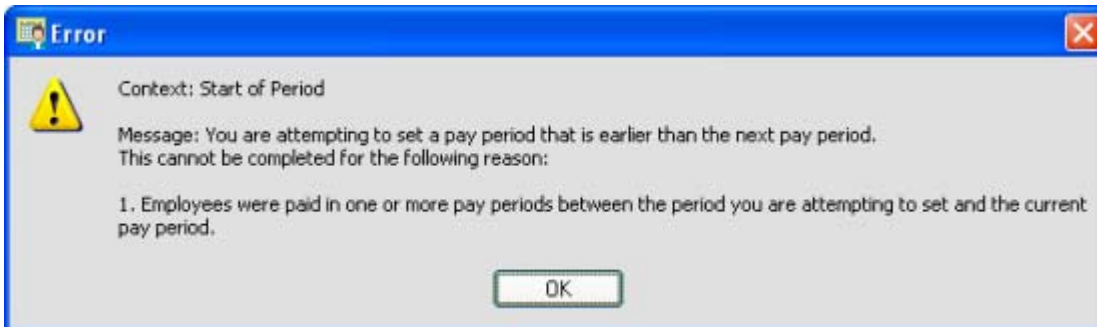 Error
Context: Start of Period
Message: You are attempting to set a pay period that is earlier than the next pay period.
This cannot be completed for the following reason:
1. Employees were paid in one or more pay periods between the period you are attempting to set and the current
pay period.
OK